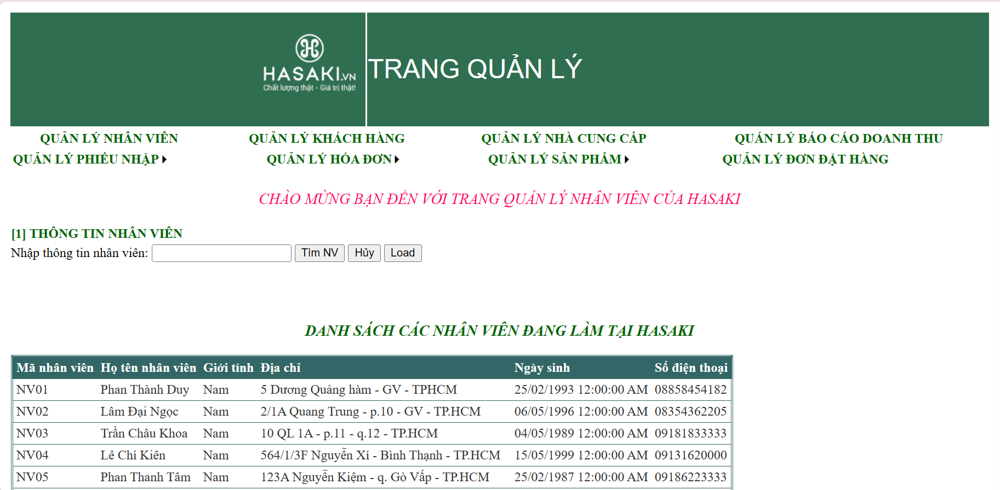 HASAKI.VN
Chất lượng thật - Giá trị thật!
TRANG QUẢN LÝ
QUẢN LÝ NHÂN VIÊN QUẢN LÝ KHÁCH HÀNG QUẢN LÝ NHÀ CUNG CẤP QUÁN LÝ BÁO CÁO DOANH THU
QUẢN LÝ PHIẾU NHẬP QUẢN LÝ HÓA ĐƠN QUẢN LÝ SẢN PHẨM QUẢN LÝ ĐƠN ĐẶT HÀNG
CHÀO MỪNG BẠN ĐẾN VỚI TRANG QUẢN LÝ NHÂN VIÊN CỦA HASAKI
[1] THÔNG TIN NHÂN VIÊN
Nhập thông tin nhân viên: Tìm NV Hủy Load
DANH SÁCH CÁC NHÂN VIÊN ĐANG LÀM TẠI HASAKI
Mã nhân viên Họ tên nhân viên Giới tính Địa chỉ Ngày sinh Số điện thoại
NV01 Phan Thành Duy Nam 5 Dương Quảng hàm - GV - TPHCM 25/02/1993 12:00:00 AM 08858454182
NV02 Lâm Đại Ngọc Nam 2/1A Quang Trung - p.10 - GV - TP.HCM 06/05/1996 12:00:00 AM 08354362205
NV03 Trần Châu Khoa Nam 10 QL 1A - p.11 - q.12 - TP.HCM 04/05/1989 12:00:00 AM 09181833333
NV04 Lê Chí Kiên Nam 564/1/3F Nguyễn Xí - Bình Thạnh - TP.HCM 15/05/1999 12:00:00 AM 09131620000
NV05 Phan Thanh Tâm Nam 123A Nguyễn Kiệm - q. Gò Vấp - TP.HCM 25/02/1987 12:00:00 AM 09186223333